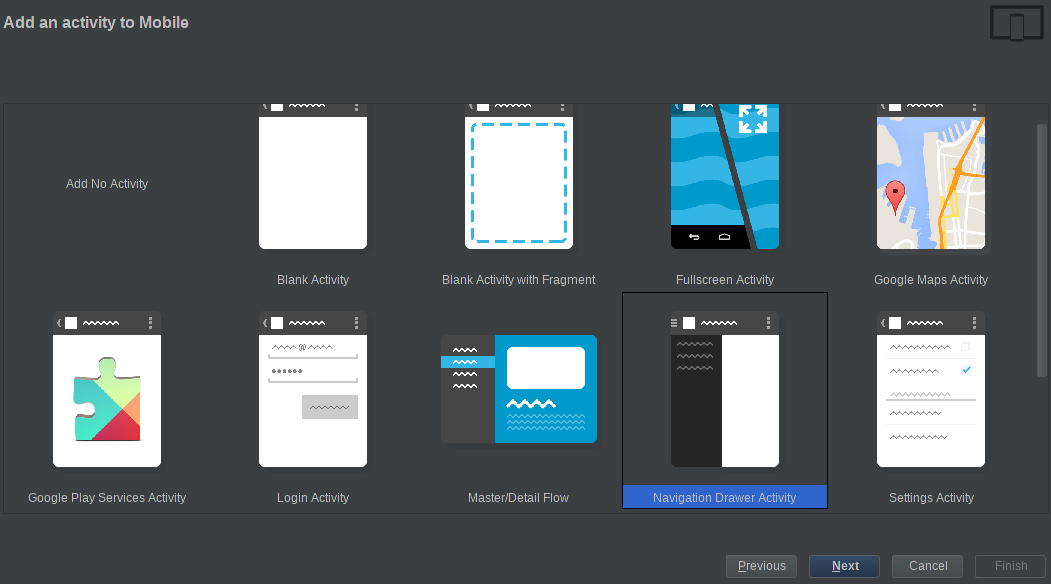 Add an activity to Mobile
Add No Activity
Blank Activity
Blank Activity with Fragment
Fullscreen Activity
Google Maps Activity
@
Google Play Services Activity
Login Activity
Master/Detail Flow
Navigation Drawer Activity
Settings Activity
Previous
Next
Cancel
Finish